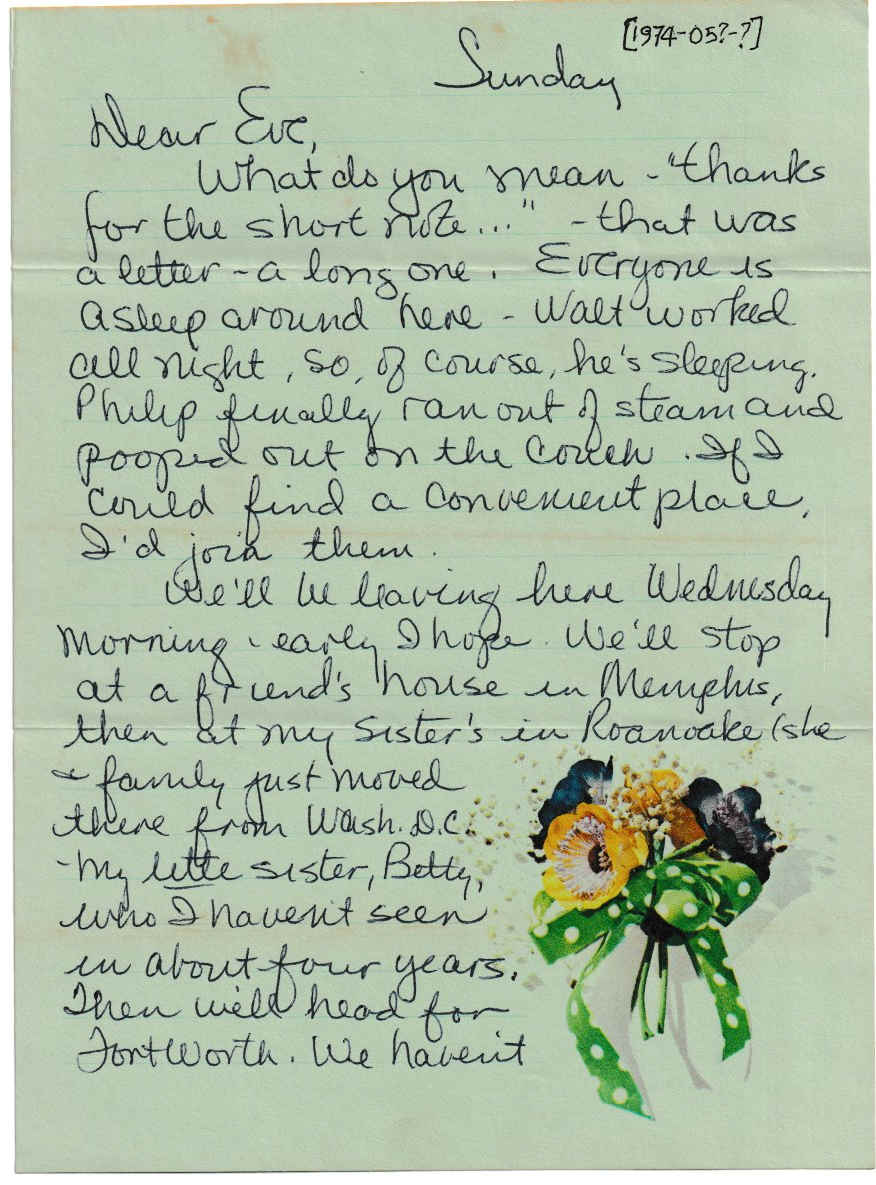 [1974-05?-?]
Sunday
Dear Eve,
What do you mean - "thanks
for the short note..." - that was
a letter - a long one. Everyone is
asleep around here - Walt worked
all night, so, of course, he's sleeping.
Philip finally ran out of steam and
pooped out on the couch. If I
could find a convenient place,
I'd join them.
We'll be leaving here Wednesday
morning - early I hope. We'll stop
at a friend's house in Memphis,
then at my sister's in Roanoake (she
& family just moved
there from Wash. D.C.
- my little sister, Betty,
who I haven't seen
in about four years.
Then we'll head for
Fort Worth. We haven't